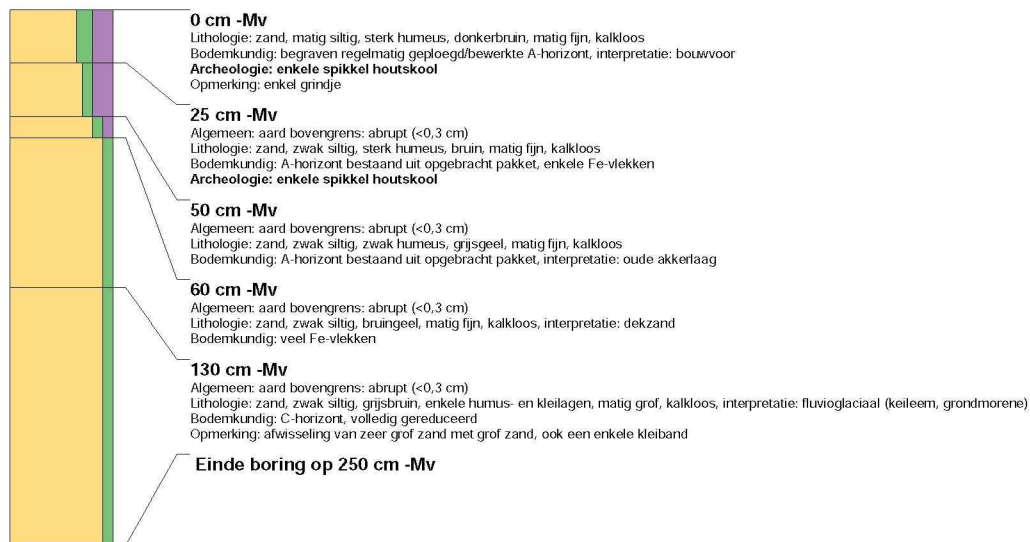 0 cm -Mv
Lithologie: zand, matig siltig, sterk humeus, donkerbruin, matig fijn, kalkloos
Bodemkundig: begraven regelmatig geploegd/bewerkte A-horizont, interpretatie: bouwvoor
Archeologie: enkele spikkel houtskool
Opmerking: enkel grindje
25 cm -Mv
Algemeen: aard bovengrens: abrupt (<0,3 cm)
Lithologie: zand, zwak siltig, sterk humeus, bruin, matig fijn, kalkloos
Bodemkundig: A-horizont bestaand uit opgebracht pakket, enkele Fe-vlekken
Archeologie: enkele spikkel houtskool
50 cm -Mv
Algemeen: aard bovengrens: abrupt (<0,3 cm)
Lithologie: zand, zwak siltig, zwak humeus, grijsgeel, matig fijn, kalkloos
Bodemkundig: A-horizont bestaand uit opgebracht pakket, interpretatie: oude akkerlaag
60 cm -Mv
Algemeen: aard bovengrens: abrupt (<0,3 cm)
Lithologie: zand, zwak siltig, bruingeel, matig fijn, kalkloos, interpretatie: dekzand
Bodemkundig: veel Fe-vlekken
130 cm -Mv
Algemeen: aard bovengrens: abrupt (<0,3 cm)
Lithologie: zand, zwak siltig, grijsbruin, enkele humus- en kleilagen, matig grof, kalkloos, interpretatie: fluvioglaciaal (keileem, grondmorene)
Bodemkundig: C-horizont, volledig gereduceerd
Opmerking: afwisseling van zeer grof zand met grof zand, ook een enkele kleiband
Einde boring op 250 cm -Mv